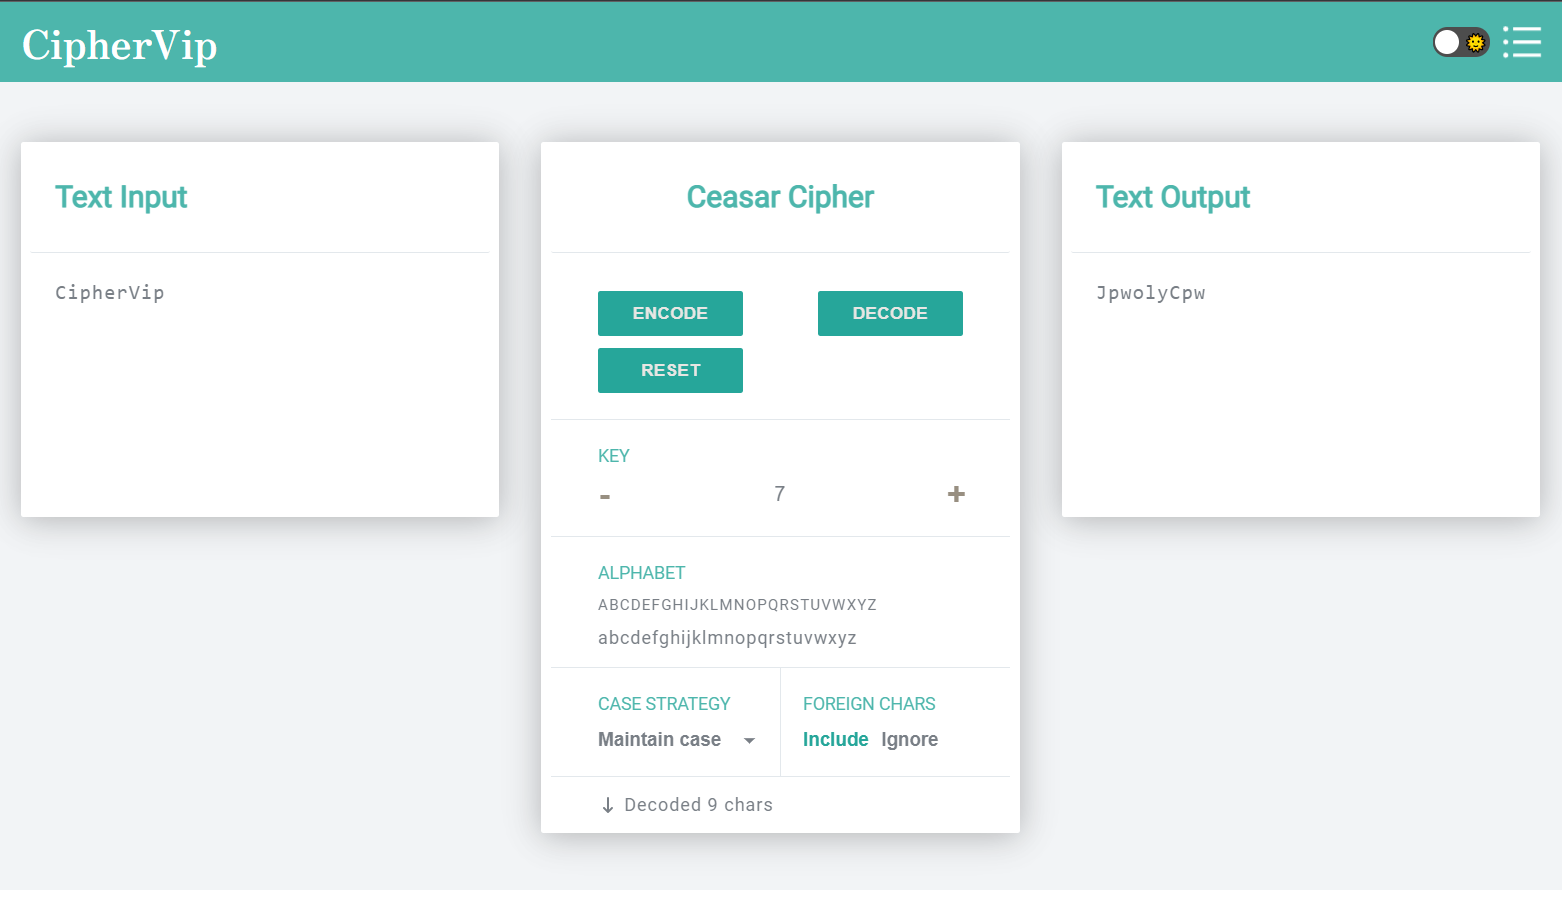 CipherVip
Text Input
CipherVip
Ceasar Cipher
ENCODE
DECODE
RESET
KEY
- 7 +
ALPHABET
ABCDEFGHIJKLMNOPQRSTUVWXYZ
abcdefghijklmnopqrstuvwxyz
CASE STRATEGY
Maintain case
FOREIGN CHARS
Include Ignore
↓ Decoded 9 chars
Text Output
JpwolyCpw